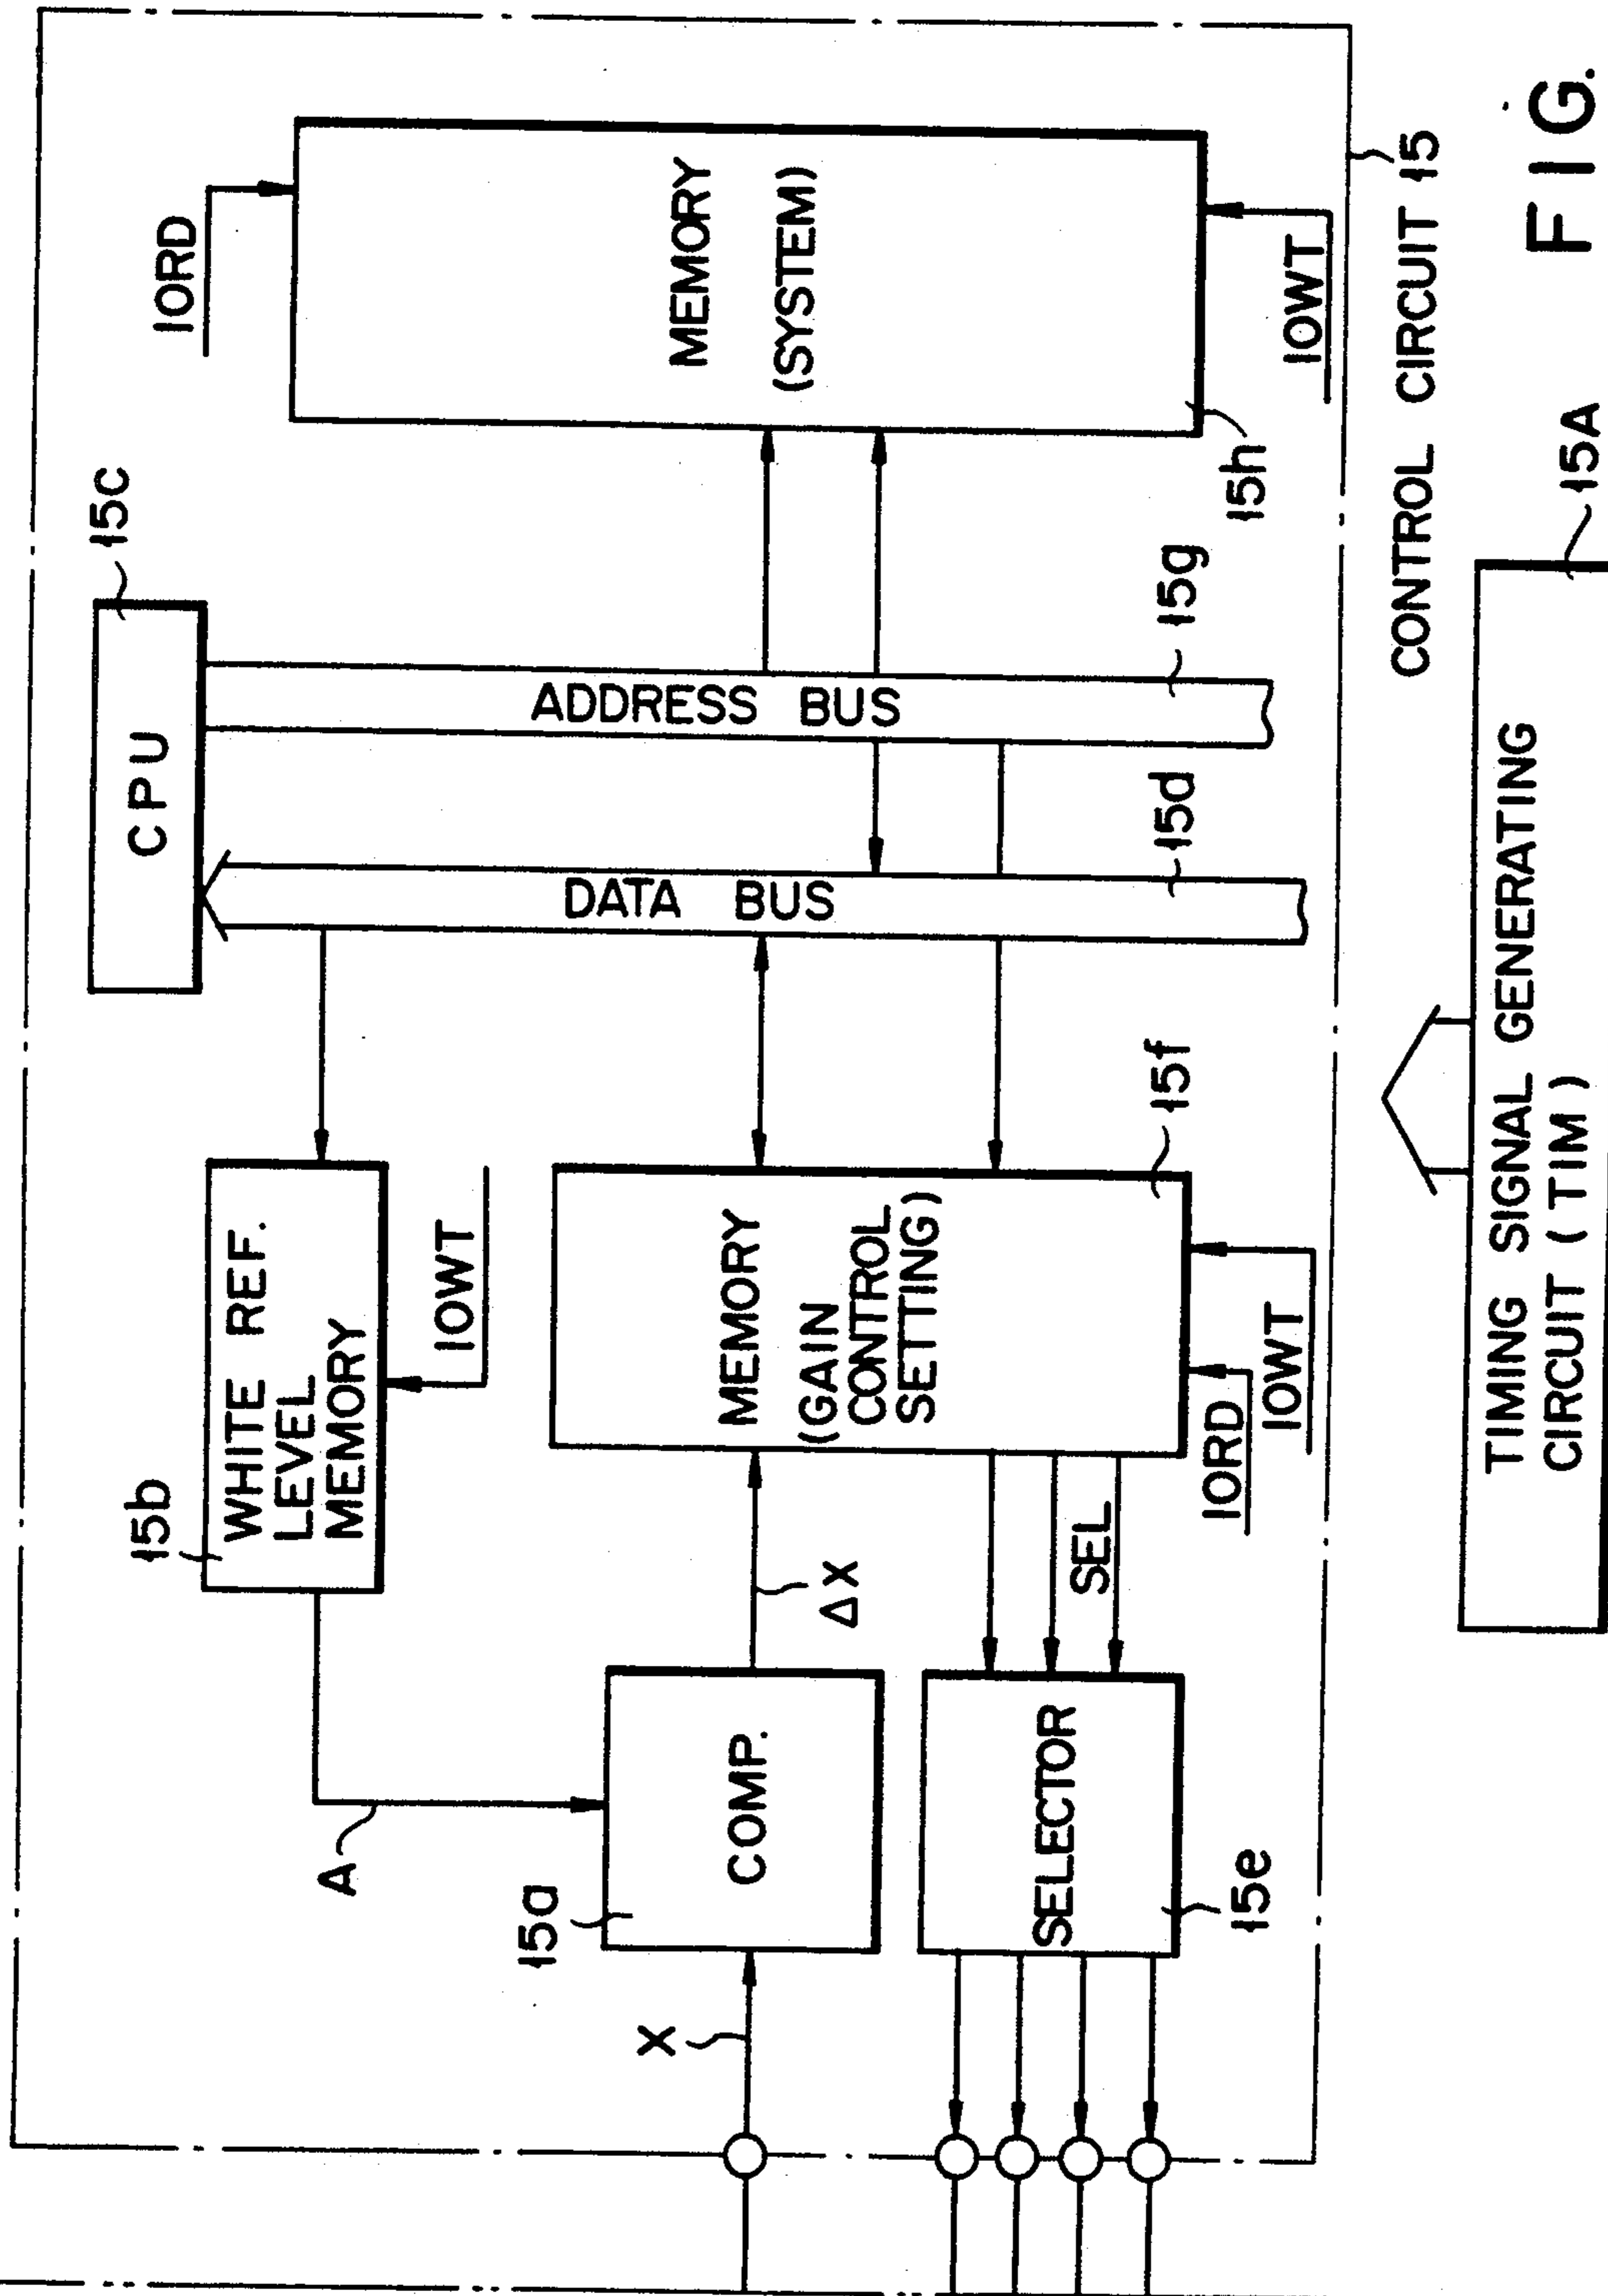 15c
CPU
IORD
15b
WHITE REF.
LEVEL
MEMORY
IOWT
A
DATA BUS
ADDRESS BUS
MEMORY
(SYSTEM)
15a
COMP.
X
ΔX
MEMORY
(GAIN
CONTROL
SETTING)
SEL
SELECTOR
15e
IORD
IOWT
15f
15d
15g
15h
IOWT
CONTROL CIRCUIT 15
TIMING SIGNAL GENERATING
CIRCUIT (TIM)
15A
FIG.